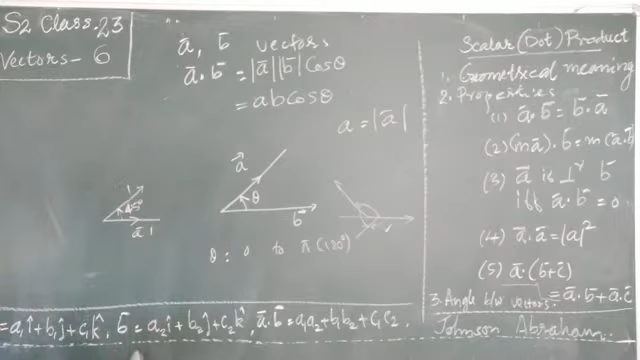 S2 Class.23
Vectors- 6
ā, b̄ vectors
ā.b̄ = |ā||b̄|Cosθ
= abcosθ
a = |ā|
45°
ā
a⃗
θ
b̄
θ : 0 to π(180°)
= a₁î+b₁ĵ+c₁k̂, b̄ = a₂î+b₂ĵ+c₂k̂ ā.b̄ = a₁a₂+b₁b₂+c₁c₂.
Scalar (Dot) Product
1. Geometrical meaning
2. Properties
(1) ā.b̄ = b̄.ā
(2) (mā).b̄ = m(ā.b̄
(3) ā is ⊥ʳ b̄
iff ā.b̄ = 0
(4) ā.ā = |a|²
(5) ā.(b̄+c̄)
= ā.b̄+ā.c̄
3. Angle b/w vectors
Johnson Abraham.